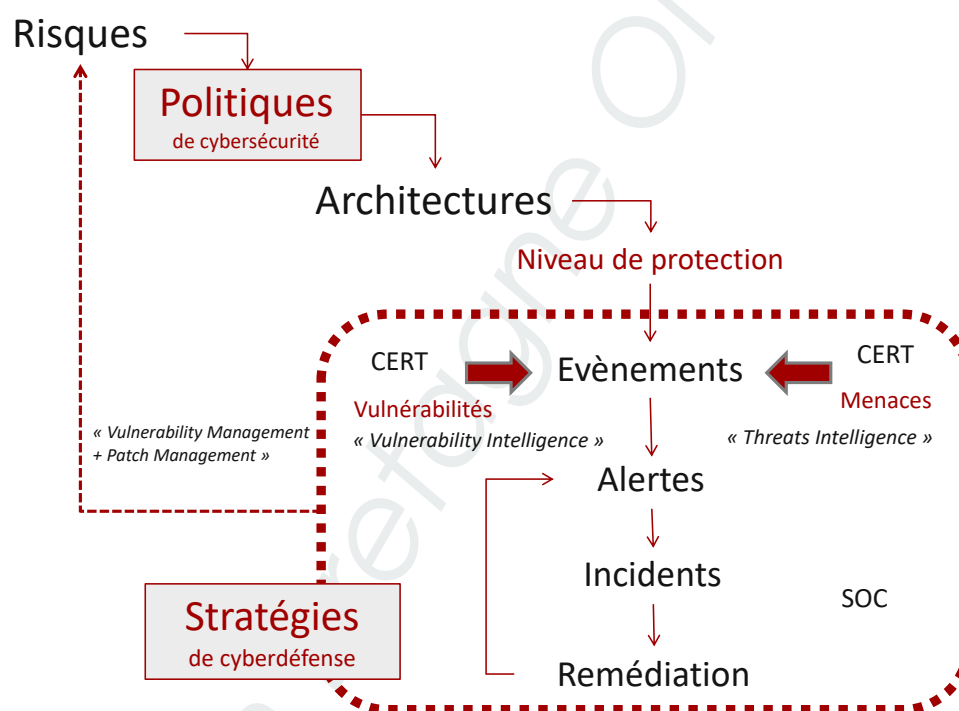 Risques
Politiques
de cybersécurité
Architectures
Niveau de protection
CERT
Evènements
CERT
Vulnérabilités
Menaces
« Vulnerability Management
+ Patch Management »
« Vulnerability Intelligence »
« Threats Intelligence »
Alertes
Incidents
SOC
Stratégies
de cyberdéfense
Remédiation